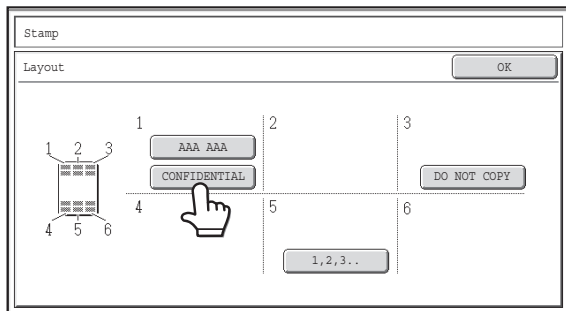 Stamp
Layout OK
1 2 3
AAA AAA
CONFIDENTIAL DO NOT COPY
1 2 3
4 5 6
4 5 6
1,2,3..